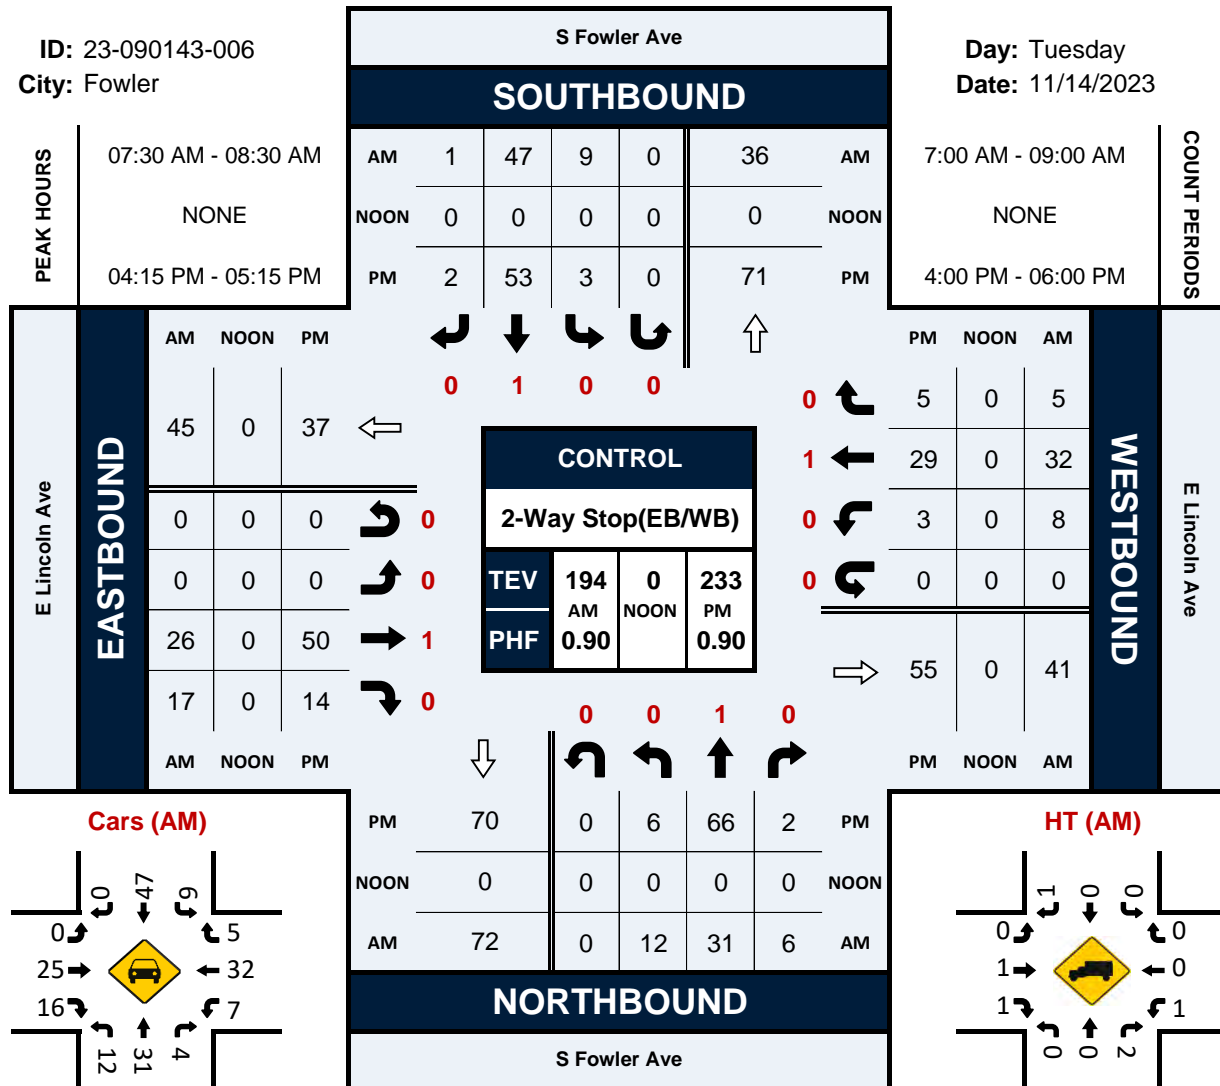 S Fowler Ave
ID: 23-090143-006
Day: Tuesday
City: Fowler
Date: 11/14/2023
SOUTHBOUND
PEAK HOURS
07:30 AM - 08:30 AM
NONE
04:15 PM - 05:15 PM
AM 1 47 9 0 36 AM
NOON 0 0 0 0 0 NOON
PM 2 53 3 0 71 PM
7:00 AM - 09:00 AM
NONE
4:00 PM - 06:00 PM
COUNT PERIODS
0 1 0 0
E Lincoln Ave
EASTBOUND
AM NOON PM
45 0 37
0 0 0 0
0 0 0 0
26 0 50 1
17 0 14 0
AM NOON PM
CONTROL
2-Way Stop(EB/WB)
TEV 194 0 233
AM NOON PM
PHF 0.90 0.90
PM NOON AM
0 5 0 5
1 29 0 32
0 3 0 8
0 0 0 0
55 0 41
PM NOON AM
WESTBOUND
E Lincoln Ave
0 0 1 0
PM 70 0 6 66 2 PM
NOON 0 0 0 0 0 NOON
AM 72 0 12 31 6 AM
NORTHBOUND
S Fowler Ave
Cars (AM)
0 47 9
0 5
25 32
16 7
12 31 4
HT (AM)
1 0 0
0 0
1 0
1 1
0 0 2